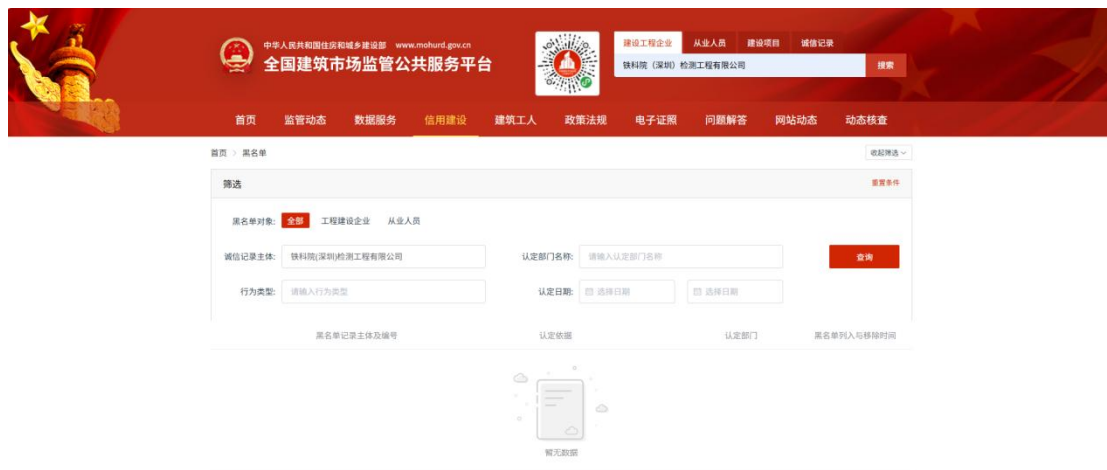 中华人民共和国住房和城乡建设部 www.mohurd.gov.cn
全国建筑市场监管公共服务平台
建设工程企业 从业人员 建设项目 诚信记录
铁科院（深圳）检测工程有限公司 搜索
首页 监管动态 数据服务 信用建设 建筑工人 政策法规 电子证照 问题解答 网站动态 动态核查
首页 > 黑名单 收起筛选
筛选 重置条件
黑名单对象: 全部 工程建设企业 从业人员
诚信记录主体: 铁科院(深圳)检测工程有限公司 认定部门名称: 请输入认定部门名称 查询
行为类型: 请输入行为类型 认定日期: 选择日期 选择日期
黑名单记录主体及编号 认定依据 认定部门 黑名单列入与移除时间
暂无数据